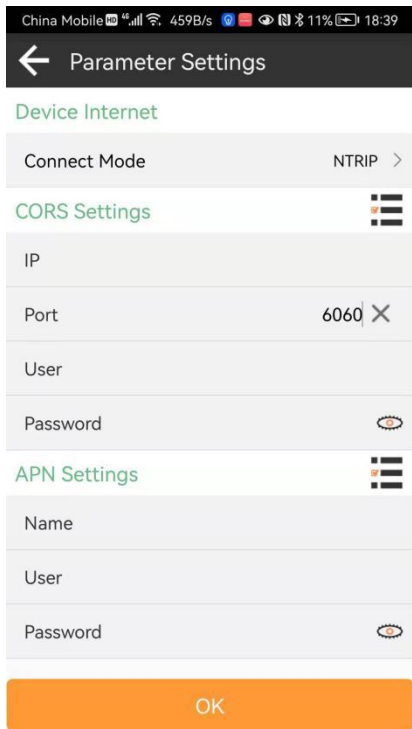 China Mobile HD 4G 459B/s 11% 18:39
Parameter Settings
Device Internet
Connect Mode NTRIP
CORS Settings
IP
Port 6060
User
Password
APN Settings
Name
User
Password
OK